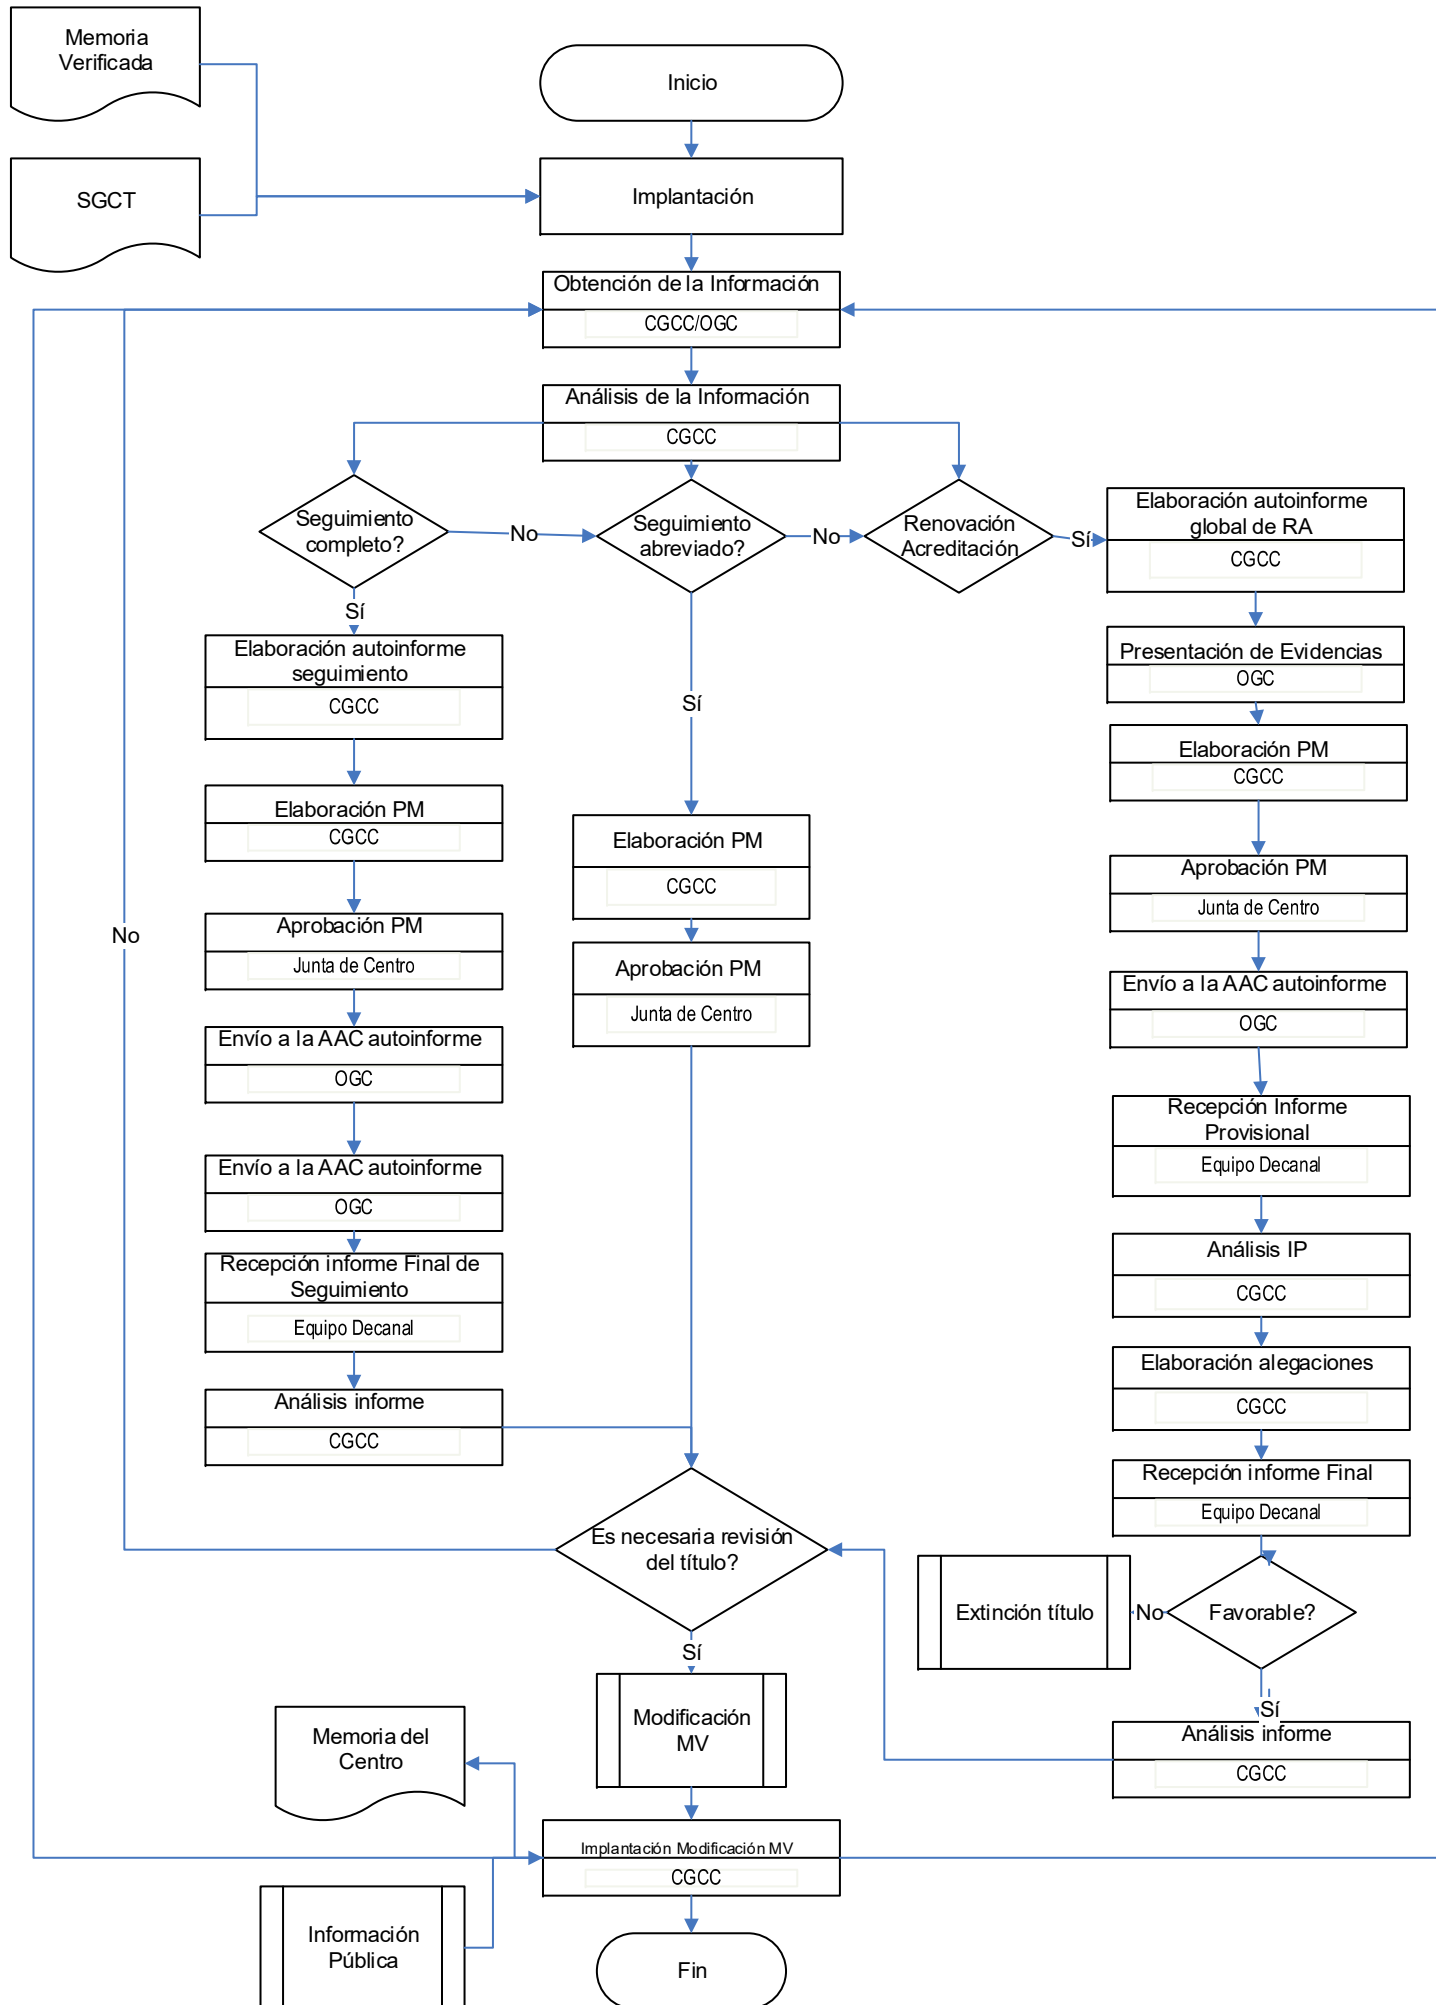 Memoria
Verificada
Inicio
SGCT
Implantación
Obtención de la Información
CGCC/OGC
Análisis de la Información
CGCC
Seguimiento
completo?
No
Seguimiento
abreviado?
No
Renovación
Acreditación
Sí
Elaboración autoinforme
global de RA
CGCC
Sí
Elaboración autoinforme
seguimiento
CGCC
Sí
Presentación de Evidencias
OGC
Elaboración PM
CGCC
Elaboración PM
CGCC
Elaboración PM
CGCC
Aprobación PM
Junta de Centro
Aprobación PM
Junta de Centro
Aprobación PM
Junta de Centro
No
Envío a la AAC autoinforme
OGC
Envío a la AAC autoinforme
OGC
Recepción Informe
Provisional
Equipo Decanal
Envío a la AAC autoinforme
OGC
Análisis IP
CGCC
Recepción informe Final de
Seguimiento
Equipo Decanal
Elaboración alegaciones
CGCC
Análisis informe
CGCC
Recepción informe Final
Equipo Decanal
Es necesaria revisión
del título?
Extinción título
No
Favorable?
Sí
Sí
Modificación
MV
Análisis informe
CGCC
Memoria del
Centro
Implantación Modificación MV
CGCC
Información
Pública
Fin